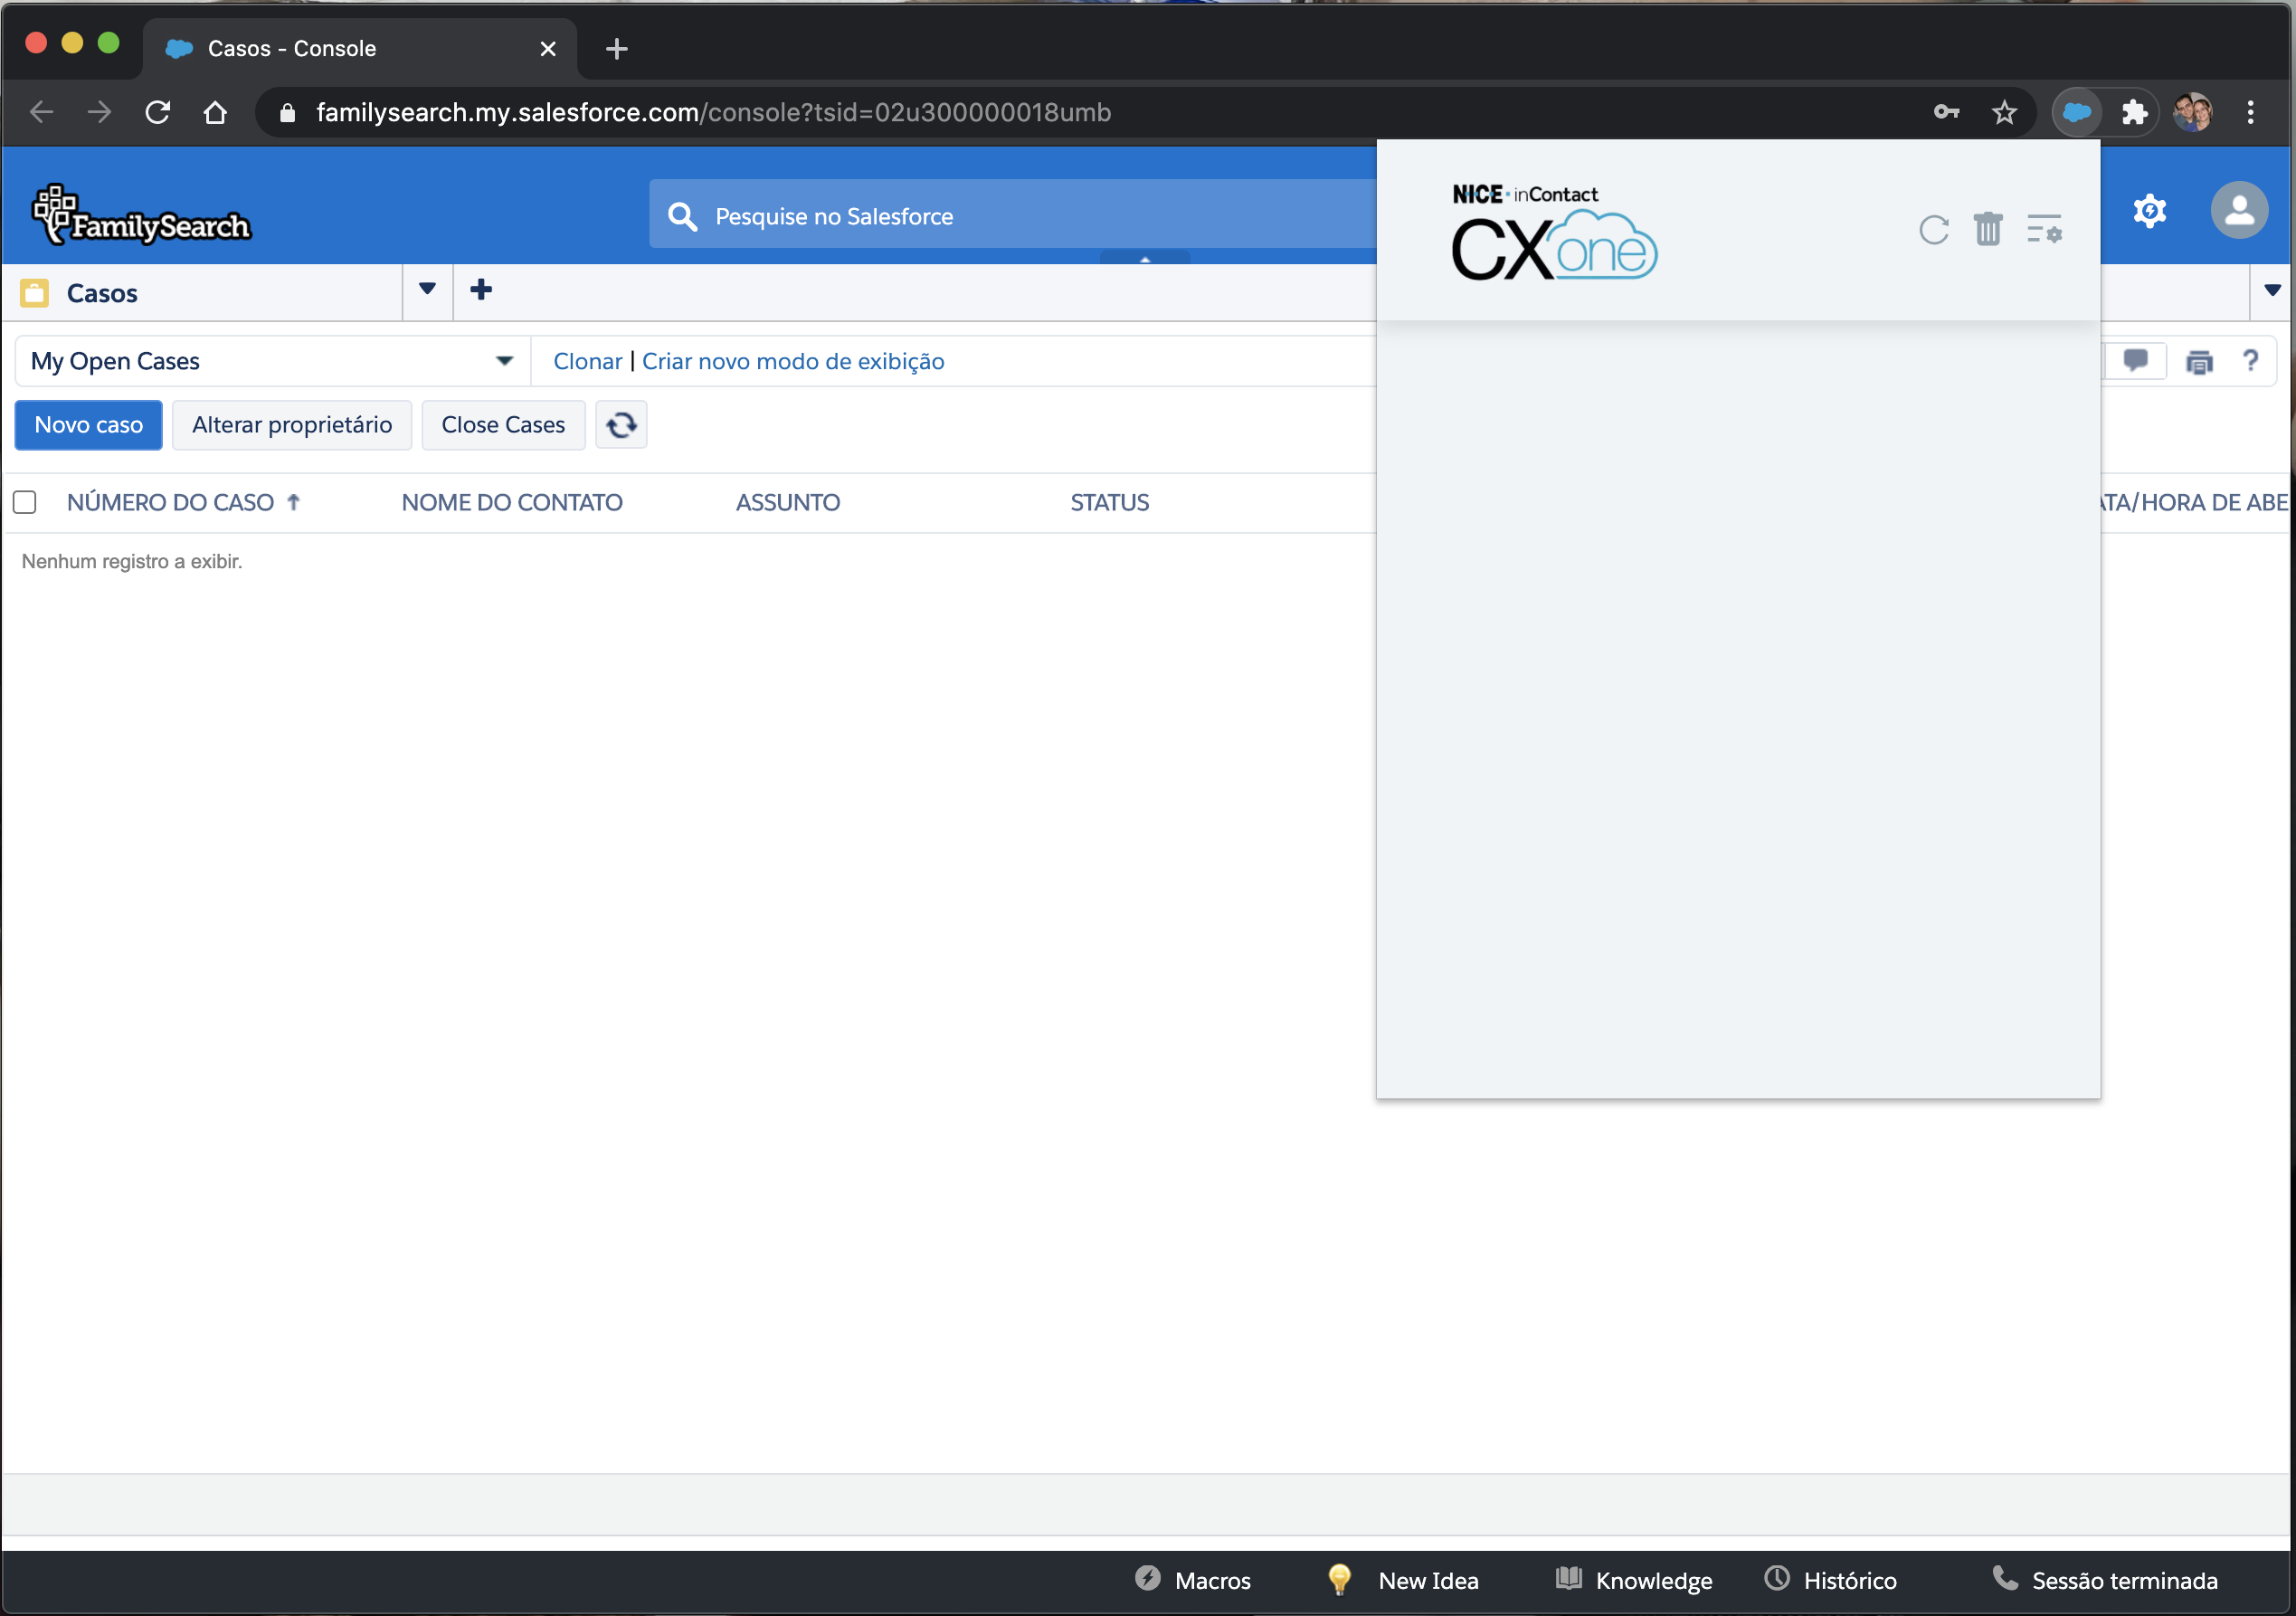 Casos - Console
familysearch.my.salesforce.com/console?tsid=02u300000018umb
FamilySearch
Pesquise no Salesforce
NICE inContact
CXone
Casos
My Open Cases
Clonar | Criar novo modo de exibição
?
Novo caso
Alterar proprietário
Close Cases
NÚMERO DO CASO
NOME DO CONTATO
ASSUNTO
STATUS
ATA/HORA DE ABE
Nenhum registro a exibir.
Macros
New Idea
Knowledge
Histórico
Sessão terminada